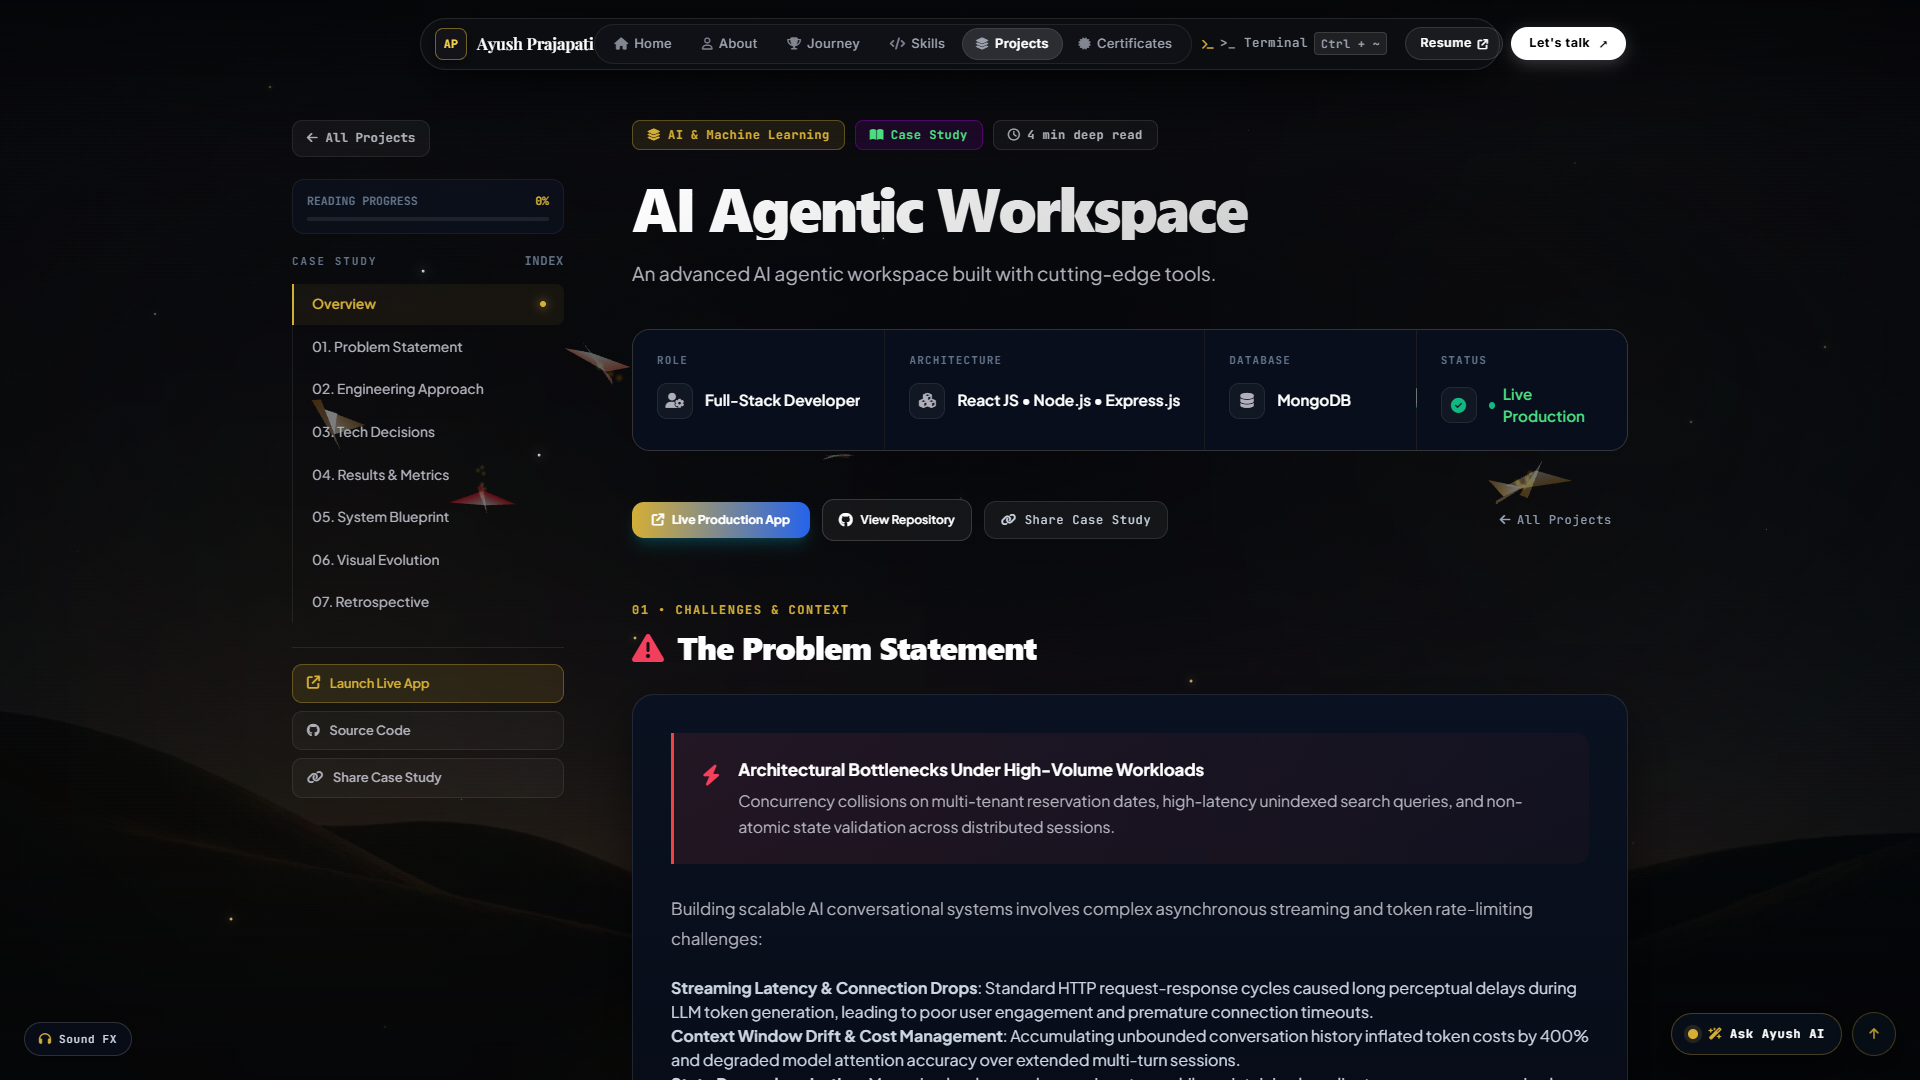 AP Ayush Prajapati Home About Journey Skills Projects Certificates >_ Terminal Ctrl + ~ Resume Let's talk ↗
← All Projects
AI & Machine Learning Case Study 4 min deep read
READING PROGRESS 0%
CASE STUDY INDEX
Overview
01. Problem Statement
02. Engineering Approach
03. Tech Decisions
04. Results & Metrics
05. System Blueprint
06. Visual Evolution
07. Retrospective
Launch Live App
Source Code
Share Case Study
AI Agentic Workspace
An advanced AI agentic workspace built with cutting-edge tools.
ROLE
Full-Stack Developer
ARCHITECTURE
React JS • Node.js • Express.js
DATABASE
MongoDB
STATUS
• Live
Production
Live Production App View Repository Share Case Study ← All Projects
01 • CHALLENGES & CONTEXT
The Problem Statement
Architectural Bottlenecks Under High-Volume Workloads
Concurrency collisions on multi-tenant reservation dates, high-latency unindexed search queries, and non-
atomic state validation across distributed sessions.
Building scalable AI conversational systems involves complex asynchronous streaming and token rate-limiting
challenges:
Streaming Latency & Connection Drops: Standard HTTP request-response cycles caused long perceptual delays during
LLM token generation, leading to poor user engagement and premature connection timeouts.
Context Window Drift & Cost Management: Accumulating unbounded conversation history inflated token costs by 400%
and degraded model attention accuracy over extended multi-turn sessions.
Sound FX
Ask Ayush AI